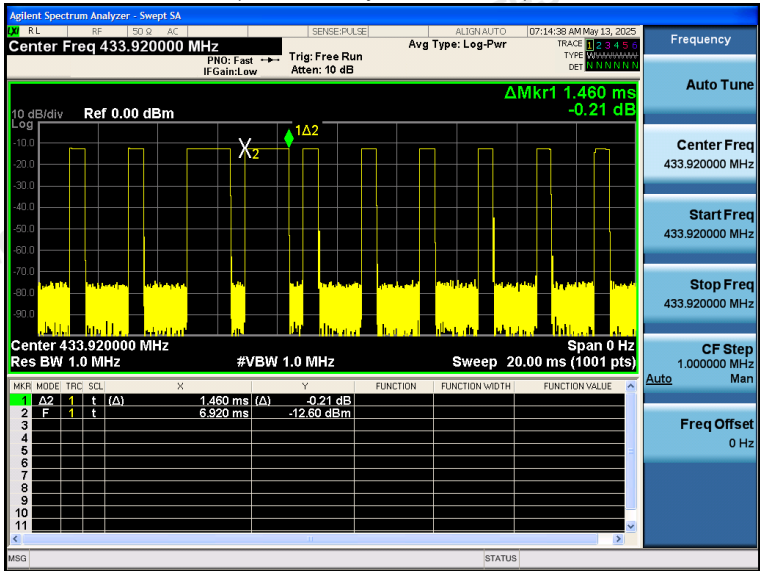 Agilent Spectrum Analyzer - Swept SA
RL RF 50 Ω AC SENSE:PULSE ALIGN AUTO 07:14:38 AM May 13, 2025
Center Freq 433.920000 MHz
PNO: Fast
IFGain:Low
Trig: Free Run
Atten: 10 dB
Avg Type: Log-Pwr
TRACE 1 2 3 4 5 6
TYPE
DET N N N N N N
ΔMkr1 1.460 ms
-0.21 dB
10 dB/div Ref 0.00 dBm
Log
-10.0
-20.0
-30.0
-40.0
-50.0
-60.0
-70.0
-80.0
-90.0
X2
1Δ2
Center 433.920000 MHz Span 0 Hz
Res BW 1.0 MHz #VBW 1.0 MHz Sweep 20.00 ms (1001 pts)
MKR MODE TRC SCL X Y FUNCTION FUNCTION WIDTH FUNCTION VALUE
1 Δ2 1 t (Δ) 1.460 ms (Δ) -0.21 dB
2 F 1 t 6.920 ms -12.60 dBm
3
4
5
6
7
8
9
10
11
MSG STATUS
Frequency
Auto Tune
Center Freq
433.920000 MHz
Start Freq
433.920000 MHz
Stop Freq
433.920000 MHz
CF Step
1.000000 MHz
Auto Man
Freq Offset
0 Hz